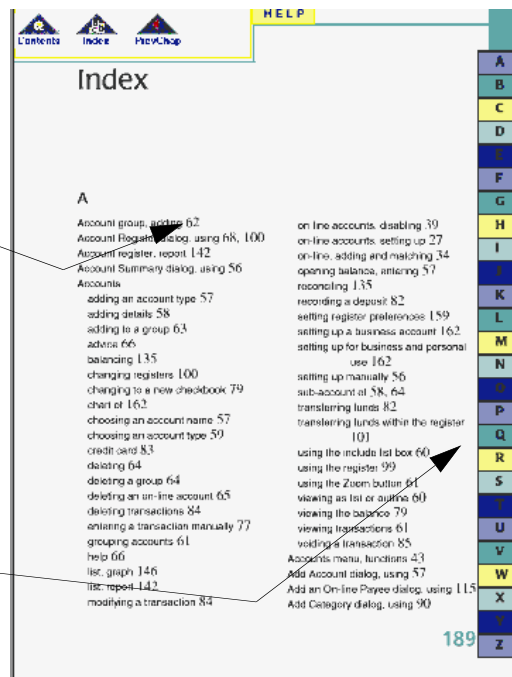 HELP
Contents Index PrevChap
Index
A
Account group, adding 62
Account Register dialog, using 68, 100
Account register, report 142
Account Summary dialog, using 56
Accounts
adding an account type 57
adding details 58
adding to a group 63
advice 66
balancing 135
changing registers 100
changing to a new checkbook 79
chart of 162
choosing an account name 57
choosing an account type 59
credit card 83
deleting 64
deleting a group 64
deleting an on-line account 65
deleting transactions 84
entering a transaction manually 77
grouping accounts 61
help 66
list, graph 146
list, report 142
modifying a transaction 84
on line accounts, disabling 39
on-line accounts, setting up 27
on-line, adding and matching 34
opening balance, entering 57
reconciling 135
recording a deposit 82
setting register preferences 159
setting up a business account 162
setting up for business and personal
use 162
setting up manually 56
sub-account of 58, 64
transferring funds 82
transferring funds within the register
101
using the include list box 60
using the register 99
using the Zoom button 61
viewing as list or outline 60
viewing the balance 79
viewing transactions 61
voiding a transaction 85
Accounts menu, functions 43
Add Account dialog, using 57
Add an On-line Payee dialog, using 115
Add Category dialog, using 90
189
A
B
C
D
E
F
G
H
I
J
K
L
M
N
O
P
Q
R
S
T
U
V
W
X
Y
Z